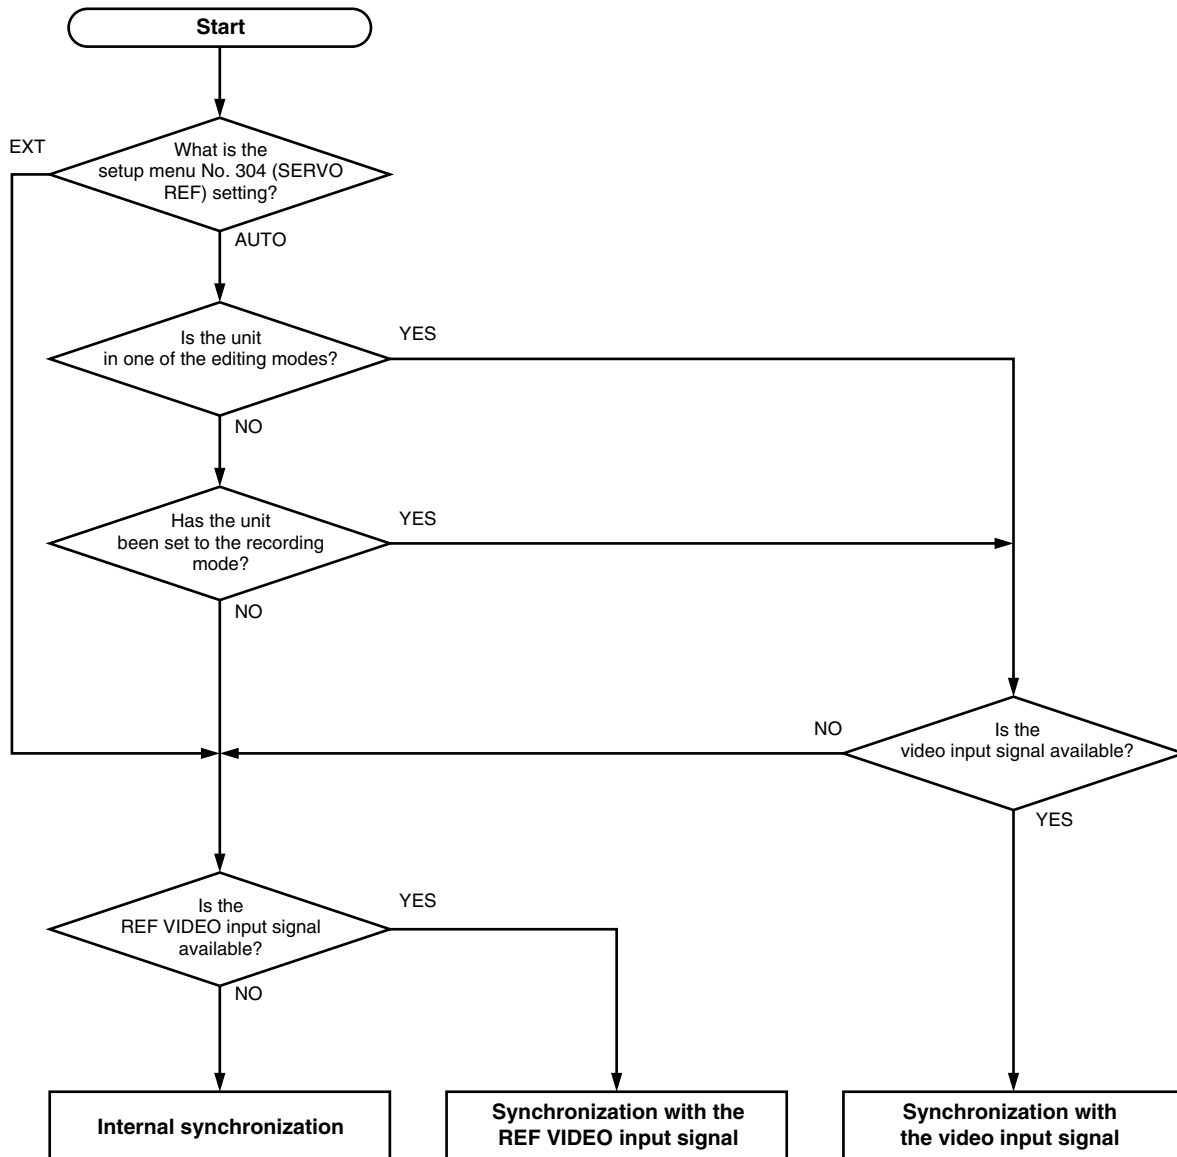 Start
EXT
What is the
setup menu No. 304 (SERVO
REF) setting?
AUTO
Is the unit
in one of the editing modes?
YES
NO
Has the unit
been set to the recording
mode?
YES
NO
NO
Is the
video input signal available?
YES
Is the
REF VIDEO input signal
available?
YES
NO
Internal synchronization
Synchronization with the
REF VIDEO input signal
Synchronization with
the video input signal